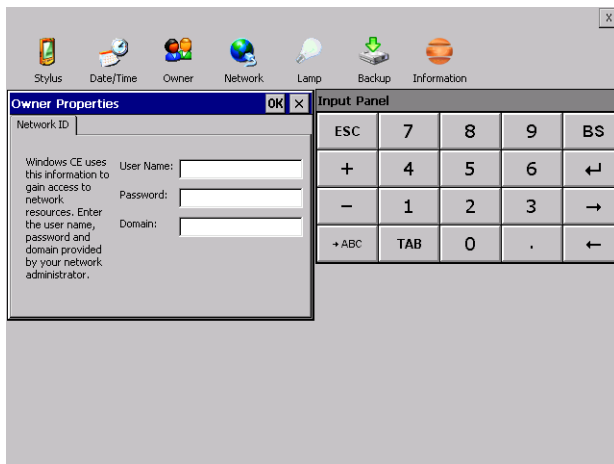 X
Stylus Date/Time Owner Network Lamp Backup Information
Owner Properties OK ×
Network ID
Windows CE uses
this information to
gain access to
network
resources. Enter
the user name,
password and
domain provided
by your network
administrator.
User Name:
Password:
Domain:
Input Panel
ESC 7 8 9 BS
+ 4 5 6 ↵
− 1 2 3 →
→ABC TAB 0 . ←